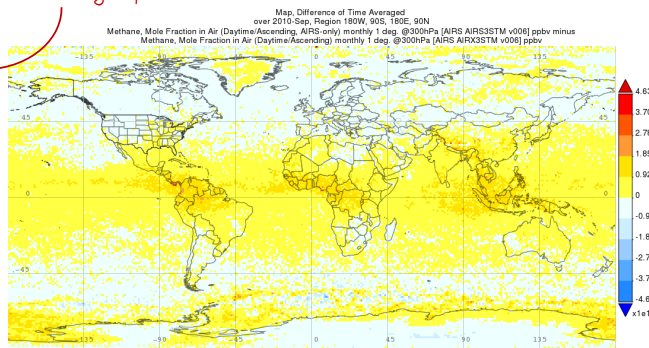 Map, Difference of Time Averaged
over 2010-Sep, Region 180W, 90S, 180E, 90N
Methane, Mole Fraction in Air (Daytime/Ascending, AIRS-only) monthly 1 deg. @300hPa [AIRS AIRS3STM v006] ppbv minus
Methane, Mole Fraction in Air (Daytime/Ascending) monthly 1 deg. @300hPa [AIRS AIRX3STM v006] ppbv
-135 -90 -45 0 45 90 135
45 45
0 0
-45 -45
-135 -90 -45 0 45 90 135
4.63
3.70
2.78
1.85
0.92
0
-0.9
-1.8
-2.7
-3.7
-4.6
x1e1